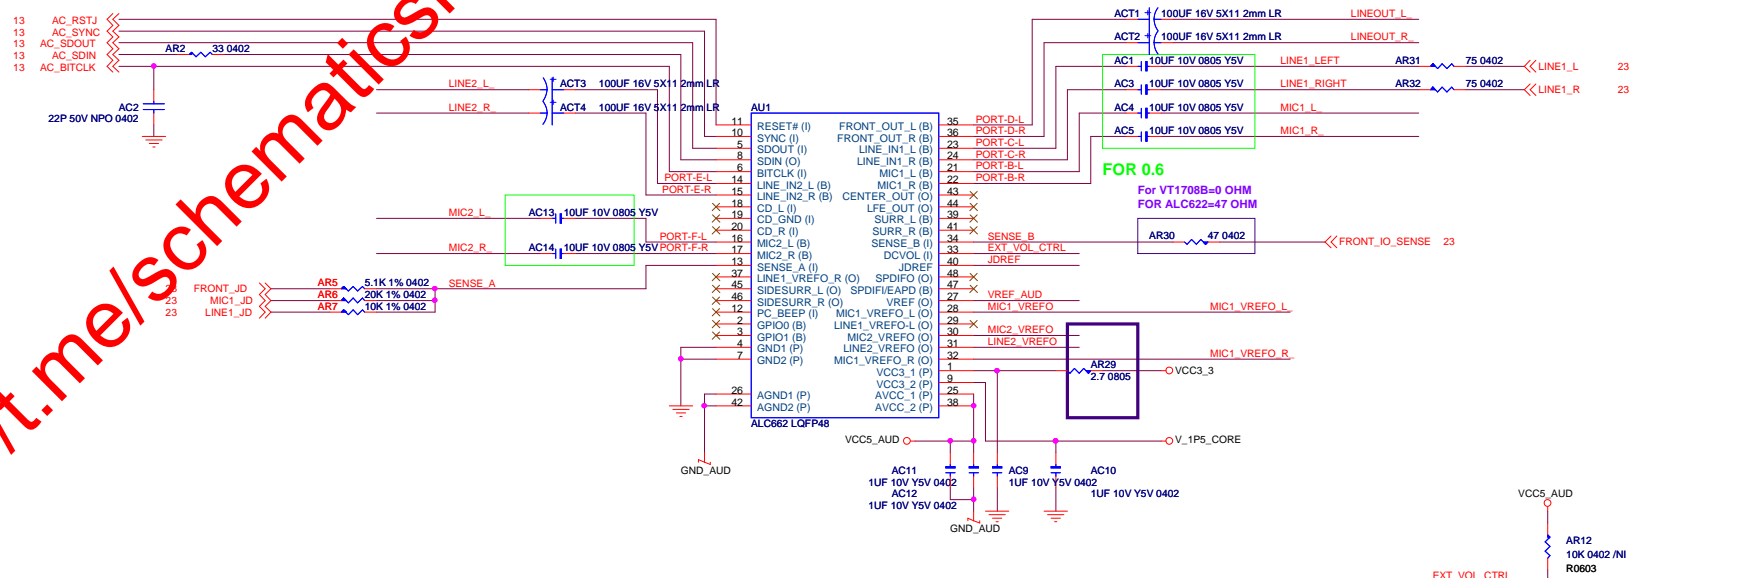 13 AC_RSTJ
13 AC_SYNC
13 AC_SDOUT
13 AC_SDIN
13 AC_BITCLK
AR2 33 0402
AC2
22P 50V NPO 0402
/t.me/schematics
LINE2_L_
LINE2_R_
ACT3 100UF 16V 5X11 2mm LR
ACT4 100UF 16V 5X11 2mm LR
ACT1 100UF 16V 5X11 2mm LR LINEOUT_L_
ACT2 100UF 16V 5X11 2mm LR LINEOUT_R_
AC1 10UF 10V 0805 Y5V LINE1_LEFT AR31 75 0402 LINE1_L 23
AC3 10UF 10V 0805 Y5V LINE1_RIGHT AR32 75 0402 LINE1_R 23
AC4 10UF 10V 0805 Y5V MIC1_L_
AC5 10UF 10V 0805 Y5V MIC1_R_
FOR 0.6
For VT1708B=0 OHM
FOR ALC622=47 OHM
AR30 47 0402 FRONT_IO_SENSE 23
MIC2_L_ AC13 10UF 10V 0805 Y5V
MIC2_R_ AC14 10UF 10V 0805 Y5V
PORT-E-L
PORT-E-R
PORT-F-L
PORT-F-R
FRONT_JD AR5 5.1K 1% 0402 SENSE_A
23 MIC1_JD AR6 20K 1% 0402
23 LINE1_JD AR7 10K 1% 0402
AU1
11 RESET# (I)
10 SYNC (I)
5 SDOUT (I)
8 SDIN (O)
6 BITCLK (I)
14 LINE_IN2_L (B)
15 LINE_IN2_R (B)
18 CD_L (I)
19 CD_GND (I)
20 CD_R (I)
16 MIC2_L (B)
17 MIC2_R (B)
13 SENSE_A (I)
37 LINE1_VREFO_R (O)
45 SIDESURR_L (O)
46 SIDESURR_R (O)
12 PC_BEEP (I)
2 GPIO0 (B)
3 GPIO1 (B)
4 GND1 (P)
7 GND2 (P)
26 AGND1 (P)
42 AGND2 (P)
ALC662 LQFP48
FRONT_OUT_L (B) 35 PORT-D-L
FRONT_OUT_R (B) 36 PORT-D-R
LINE_IN1_L (B) 23 PORT-C-L
LINE_IN1_R (B) 24 PORT-C-R
MIC1_L (B) 21 PORT-B-L
MIC1_R (B) 22 PORT-B-R
CENTER_OUT (O) 43
LFE_OUT (O) 44
SURR_L (B) 39
SURR_R (B) 41
SENSE_B (I) 34 SENSE_B
DCVOL (I) 33 EXT_VOL_CTRL
JDREF 40 JDREF
SPDIFO (O) 48
SPDIFI/EAPD (B) 47
VREF (O) 27 VREF_AUD
MIC1_VREFO_L (O) 28 MIC1_VREFO MIC1_VREFO_L_
LINE1_VREFO-L (O) 29
MIC2_VREFO (O) 30 MIC2_VREFO
LINE2_VREFO (O) 31 LINE2_VREFO
MIC1_VREFO_R (O) 32 MIC1_VREFO_R_
VCC3_1 (P) 1
VCC3_2 (P) 9
AVCC_1 (P) 25
AVCC_2 (P) 38
AR29
2.7 0805
VCC3_3
VCC5_AUD
V_1P5_CORE
GND_AUD
AC11
1UF 10V Y5V 0402
AC12
1UF 10V Y5V 0402
AC9
1UF 10V Y5V 0402
AC10
1UF 10V Y5V 0402
GND_AUD
VCC5_AUD
AR12
10K 0402 /NI
R0603
EXT_VOL_CTRL